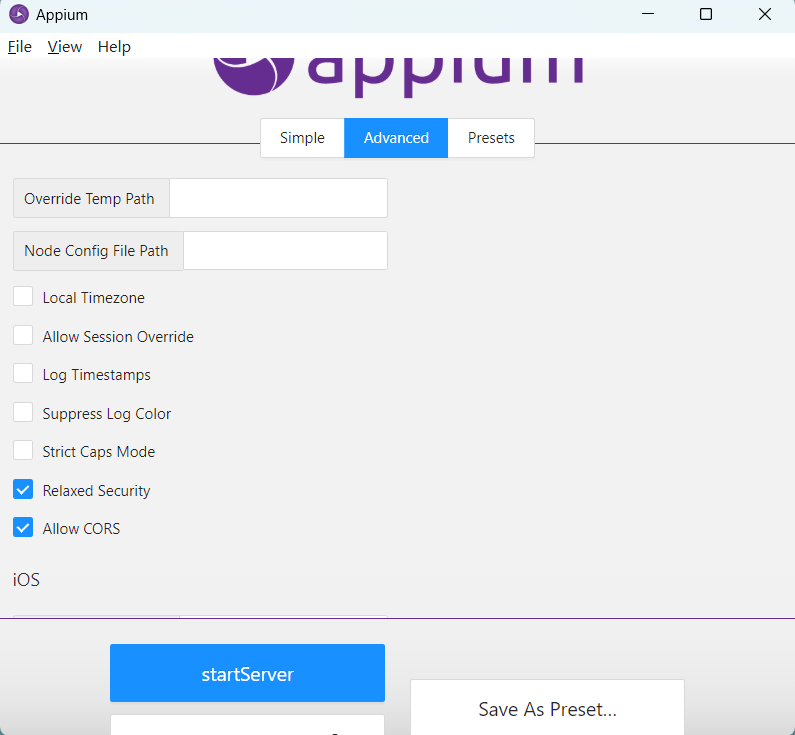 Appium
File View Help
appium
Simple Advanced Presets
Override Temp Path
Node Config File Path
Local Timezone
Allow Session Override
Log Timestamps
Suppress Log Color
Strict Caps Mode
Relaxed Security
Allow CORS
iOS
startServer
Save As Preset...